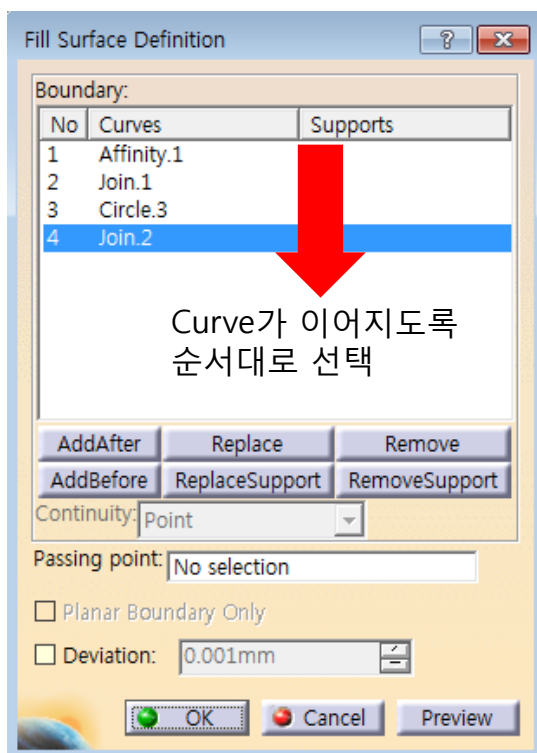 Fill Surface Definition
?
Boundary:
No Curves Supports
1 Affinity.1
2 Join.1
3 Circle.3
4 Join.2
Curve가 이어지도록
순서대로 선택
AddAfter Replace Remove
AddBefore ReplaceSupport RemoveSupport
Continuity: Point
Passing point: No selection
Planar Boundary Only
Deviation: 0.001mm
OK Cancel Preview